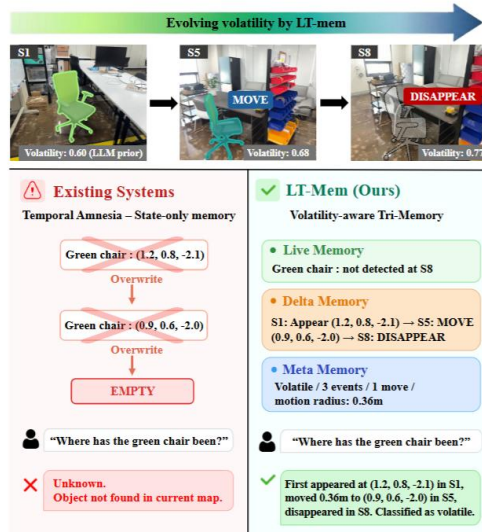 Evolving volatility by LT-mem
S1
S5
S8
MOVE
DISAPPEAR
Volatility: 0.60 (LLM prior)
Volatility: 0.68
Volatility: 0.77
Existing Systems
Temporal Amnesia – State-only memory
Green chair : (1.2, 0.8, -2.1)
Overwrite
Green chair : (0.9, 0.6, -2.0)
Overwrite
EMPTY
"Where has the green chair been?"
Unknown.
Object not found in current map.
LT-Mem (Ours)
Volatility-aware Tri-Memory
Live Memory
Green chair : not detected at S8
Delta Memory
S1: Appear (1.2, 0.8, -2.1) → S5: MOVE
(0.9, 0.6, -2.0) → S8: DISAPPEAR
Meta Memory
Volatile / 3 events / 1 move /
motion radius: 0.36m
"Where has the green chair been?"
First appeared at (1.2, 0.8, -2.1) in S1,
moved 0.36m to (0.9, 0.6, -2.0) in S5,
disappeared in S8. Classified as volatile.